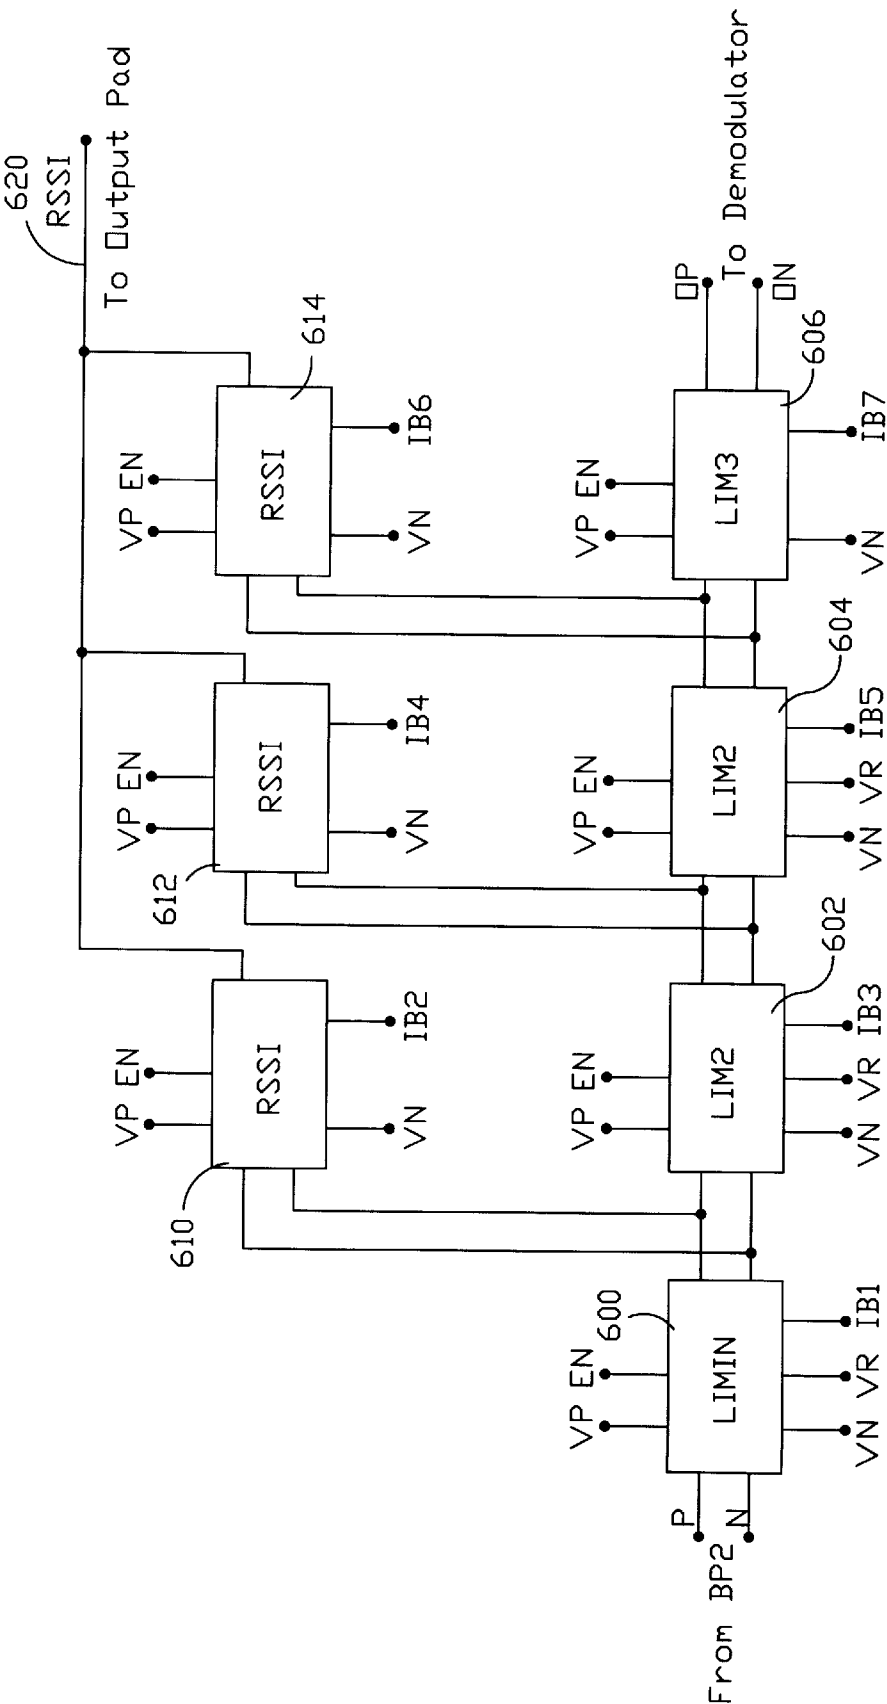 620
RSSI
To Output Pad
VP EN
RSSI
610
VN
IB2
VP EN
RSSI
612
VN
IB4
VP EN
RSSI
614
VN
IB6
From BP2
P
N
VP EN
600
LIMIN
VN
VR
IB1
VP EN
LIM2
602
VN
VR
IB3
VP EN
LIM2
604
VN
VR
IB5
VP EN
LIM3
606
VN
IB7
OP
To Demodulator
ON